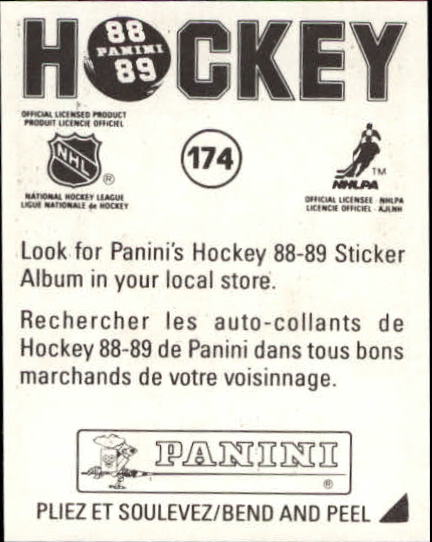 HOCKEY
88
PANINI
89
OFFICIAL LICENSED PRODUCT
PRODUIT LICENCIE OFFICIEL
NHL
®
NATIONAL HOCKEY LEAGUE
LIGUE NATIONALE de HOCKEY
174
TM
NHLPA
OFFICIAL LICENSEE - NHLPA
LICENCIE OFFICIEL - AJLNH
Look for Panini's Hockey 88-89 Sticker
Album in your local store.
Rechercher les auto-collants de
Hockey 88-89 de Panini dans tous bons
marchands de votre voisinnage.
PANINI
®
PLIEZ ET SOULEVEZ/BEND AND PEEL